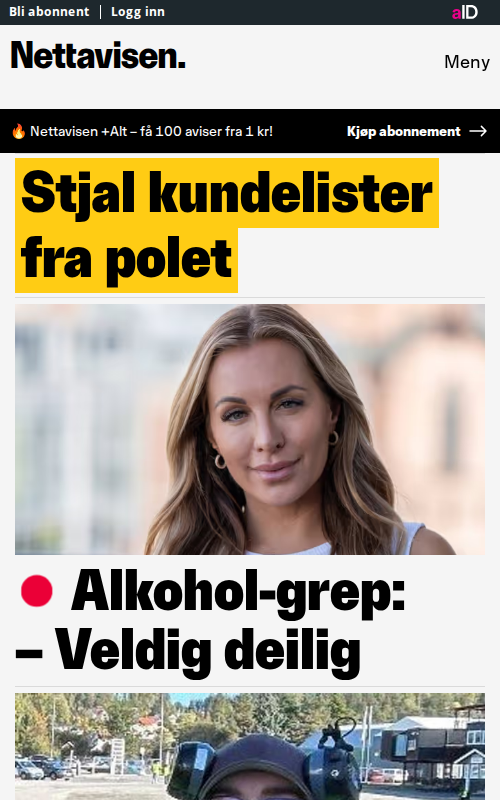 Bli abonnent | Logg inn
aID
Nettavisen.
Meny
🔥 Nettavisen +Alt – få 100 aviser fra 1 kr!
Kjøp abonnement →
Stjal kundelister
fra polet
Alkohol-grep:
– Veldig deilig